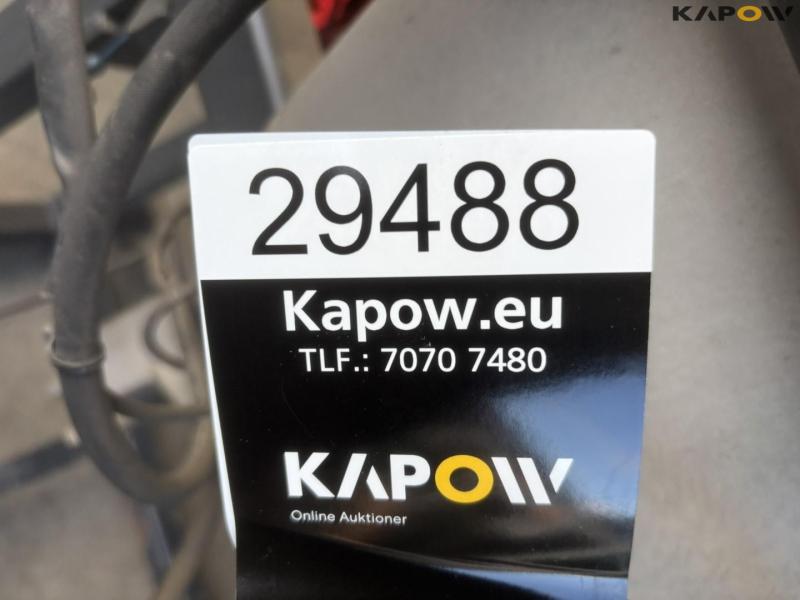 KAPOW
29488
Kapow.eu
TLF.: 7070 7480
KAPOW
Online Auktioner